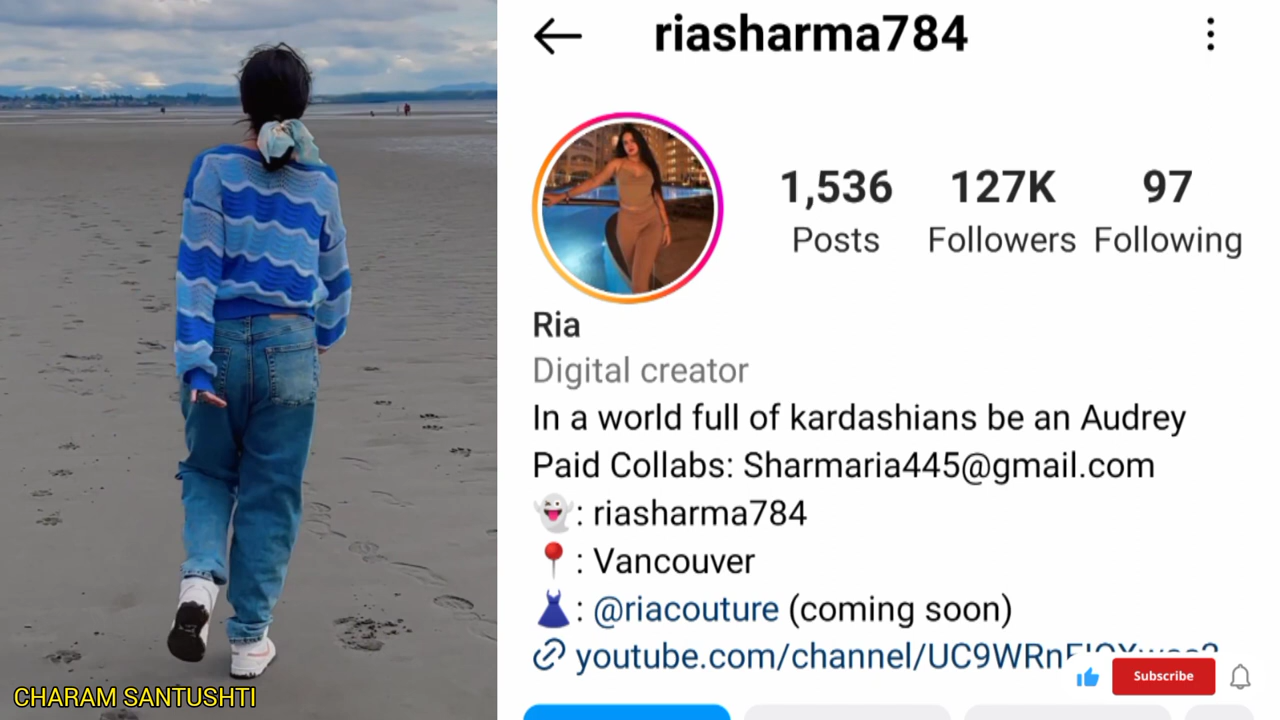 riasharma784
1,536 127K 97
Posts Followers Following
Ria
Digital creator
In a world full of kardashians be an Audrey
Paid Collabs: Sharmaria445@gmail.com
👻: riasharma784
📍: Vancouver
👗: @riacouture (coming soon)
youtube.com/channel/
Subscribe
CHARAM SANTUSHTI